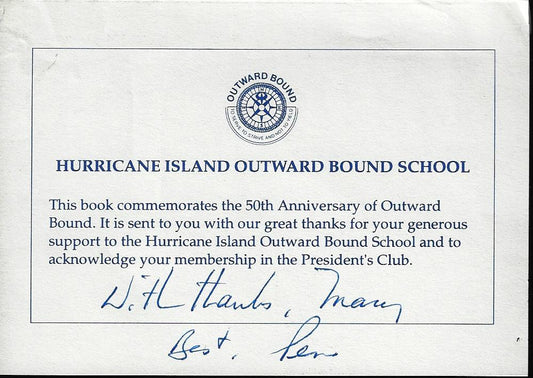 OUTWARD BOUND
TO SERVE TO STRIVE AND NOT TO YIELD
HURRICANE ISLAND OUTWARD BOUND SCHOOL
This book commemorates the 50th Anniversary of Outward
Bound. It is sent to you with our great thanks for your generous
support to the Hurricane Island Outward Bound School and to
acknowledge your membership in the President's Club.
With thanks, Mary
Best,